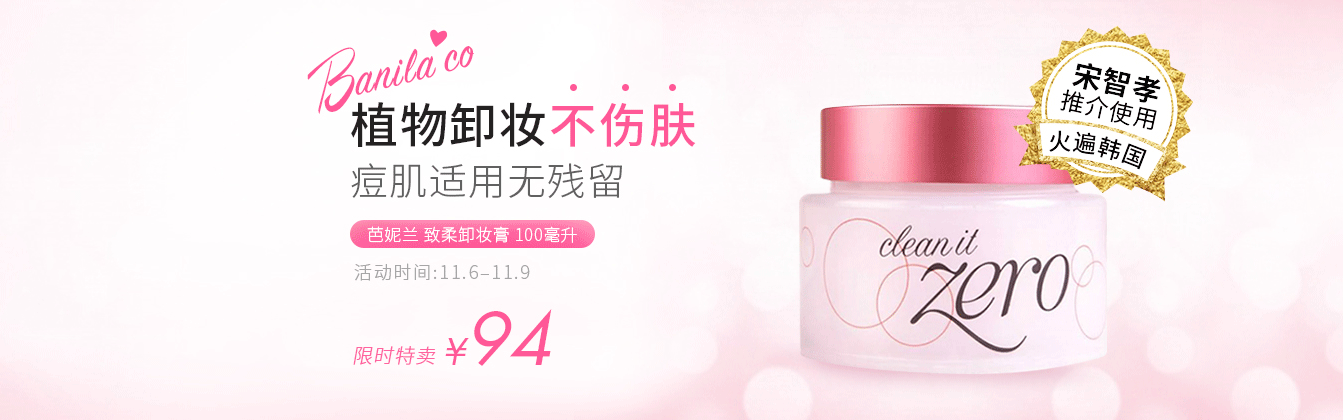 Banila co
植物卸妆不伤肤
痘肌适用无残留
芭妮兰 致柔卸妆膏 100毫升
活动时间:11.6-11.9
限时特卖 ¥94
宋智孝
推介使用
火遍韩国
clean it
zero